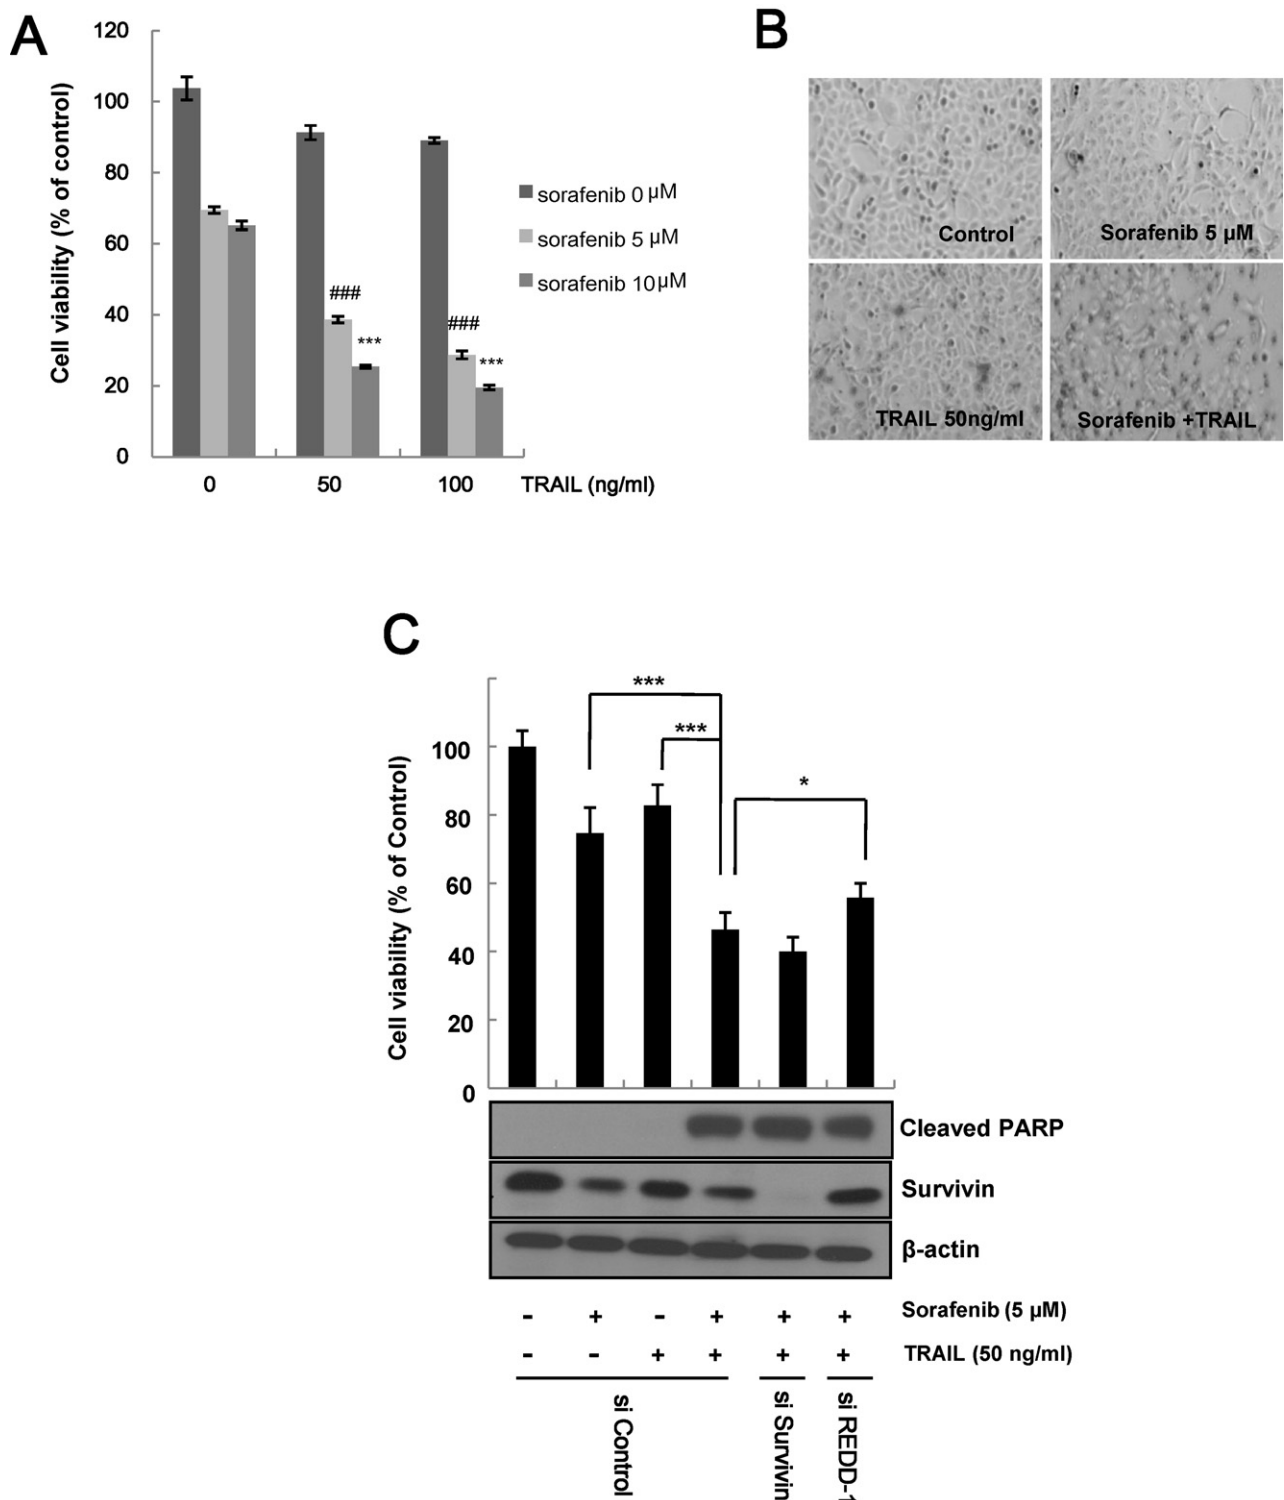 A
120
100
80
60
40
20
0
Cell viability (% of control)
###
***
###
***
0 50 100 TRAIL (ng/ml)
sorafenib 0 µM
sorafenib 5 µM
sorafenib 10 µM
B
Control
Sorafenib 5 µM
TRAIL 50ng/ml
Sorafenib +TRAIL
C
***
***
*
100
80
60
40
20
0
Cell viability (% of Control)
Cleaved PARP
Survivin
β-actin
- + - + + + Sorafenib (5 µM)
- - + + + + TRAIL (50 ng/ml)
si Control
si Survivin
si REDD-1